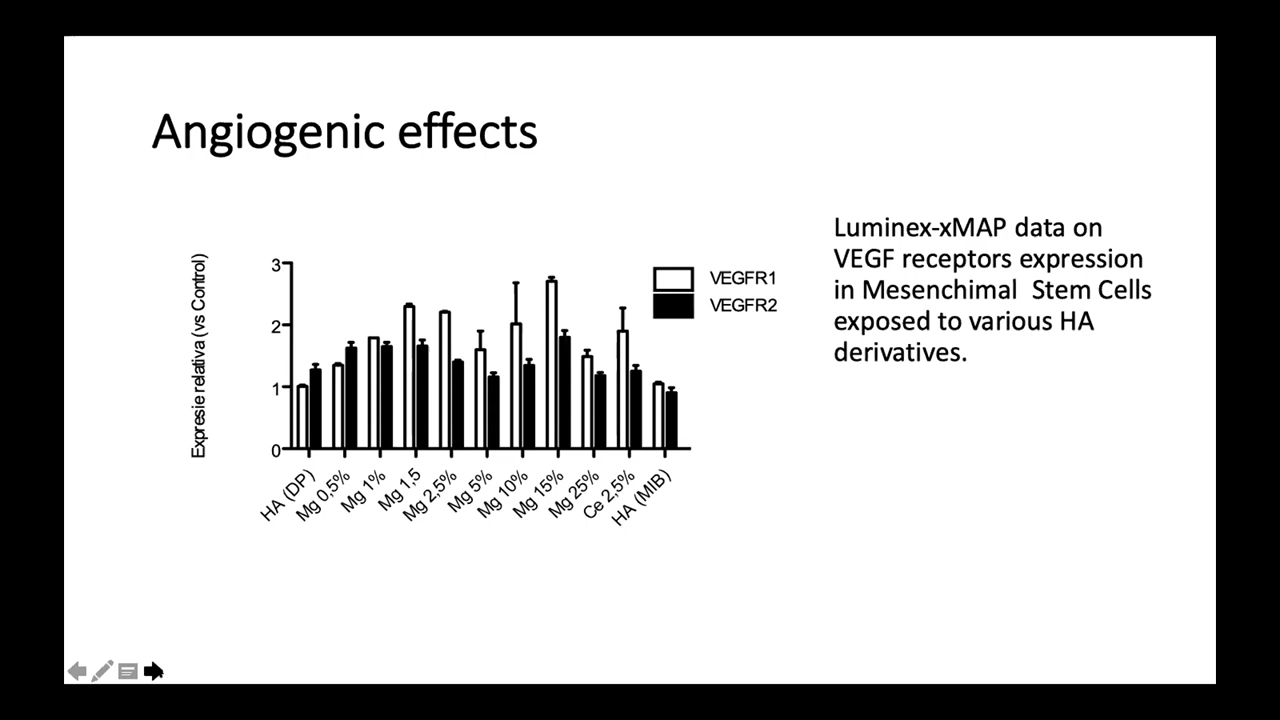 Angiogenic effects
Luminex-xMAP data on
VEGF receptors expression
in Mesenchimal Stem Cells
exposed to various HA
derivatives.
Expresie relativa (vs Control)
3
2
1
0
VEGFR1
VEGFR2
HA (DP)
Mg 0,5%
Mg 1%
Mg 1,5
Mg 2,5%
Mg 5%
Mg 10%
Mg 15%
Mg 25%
Ce 2,5%
HA (MIB)